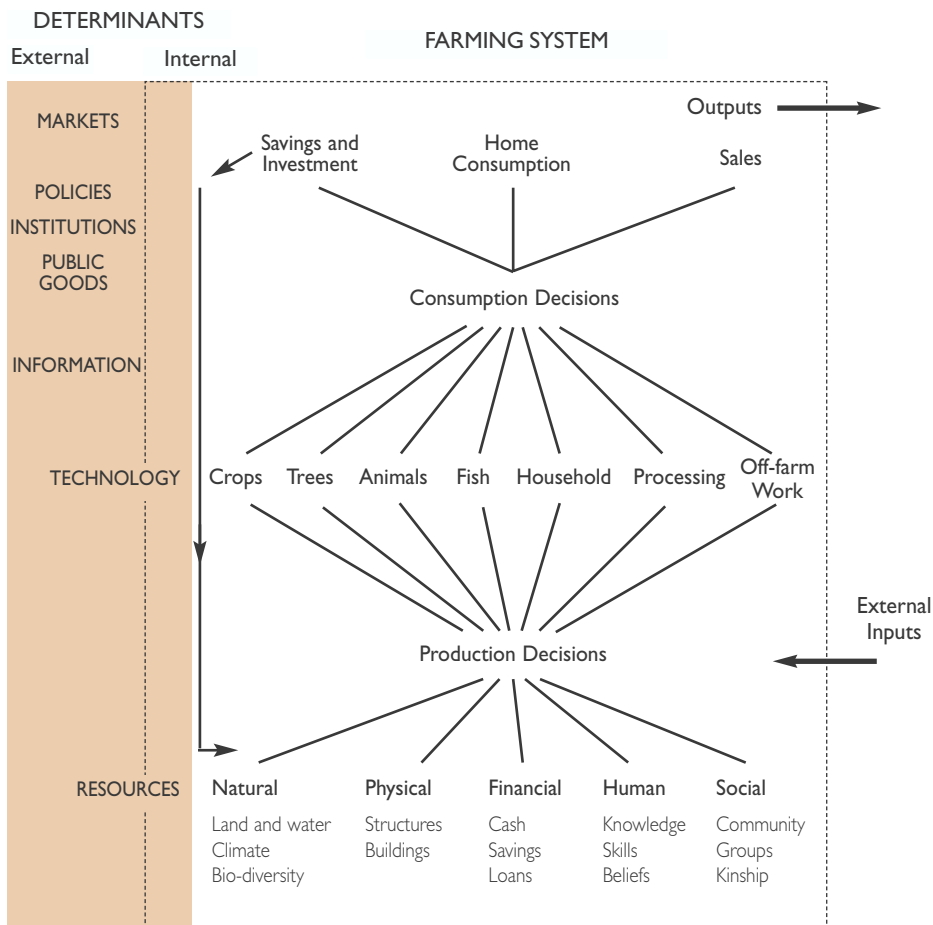 DETERMINANTS
FARMING SYSTEM
External
Internal
Outputs
MARKETS
Savings and
Investment
Home
Consumption
Sales
POLICIES
INSTITUTIONS
PUBLIC
GOODS
Consumption Decisions
INFORMATION
TECHNOLOGY
Crops
Trees
Animals
Fish
Household
Processing
Off-farm
Work
External
Inputs
Production Decisions
RESOURCES
Natural
Physical
Financial
Human
Social
Land and water
Structures
Cash
Knowledge
Community
Climate
Buildings
Savings
Skills
Groups
Bio-diversity
Loans
Beliefs
Kinship